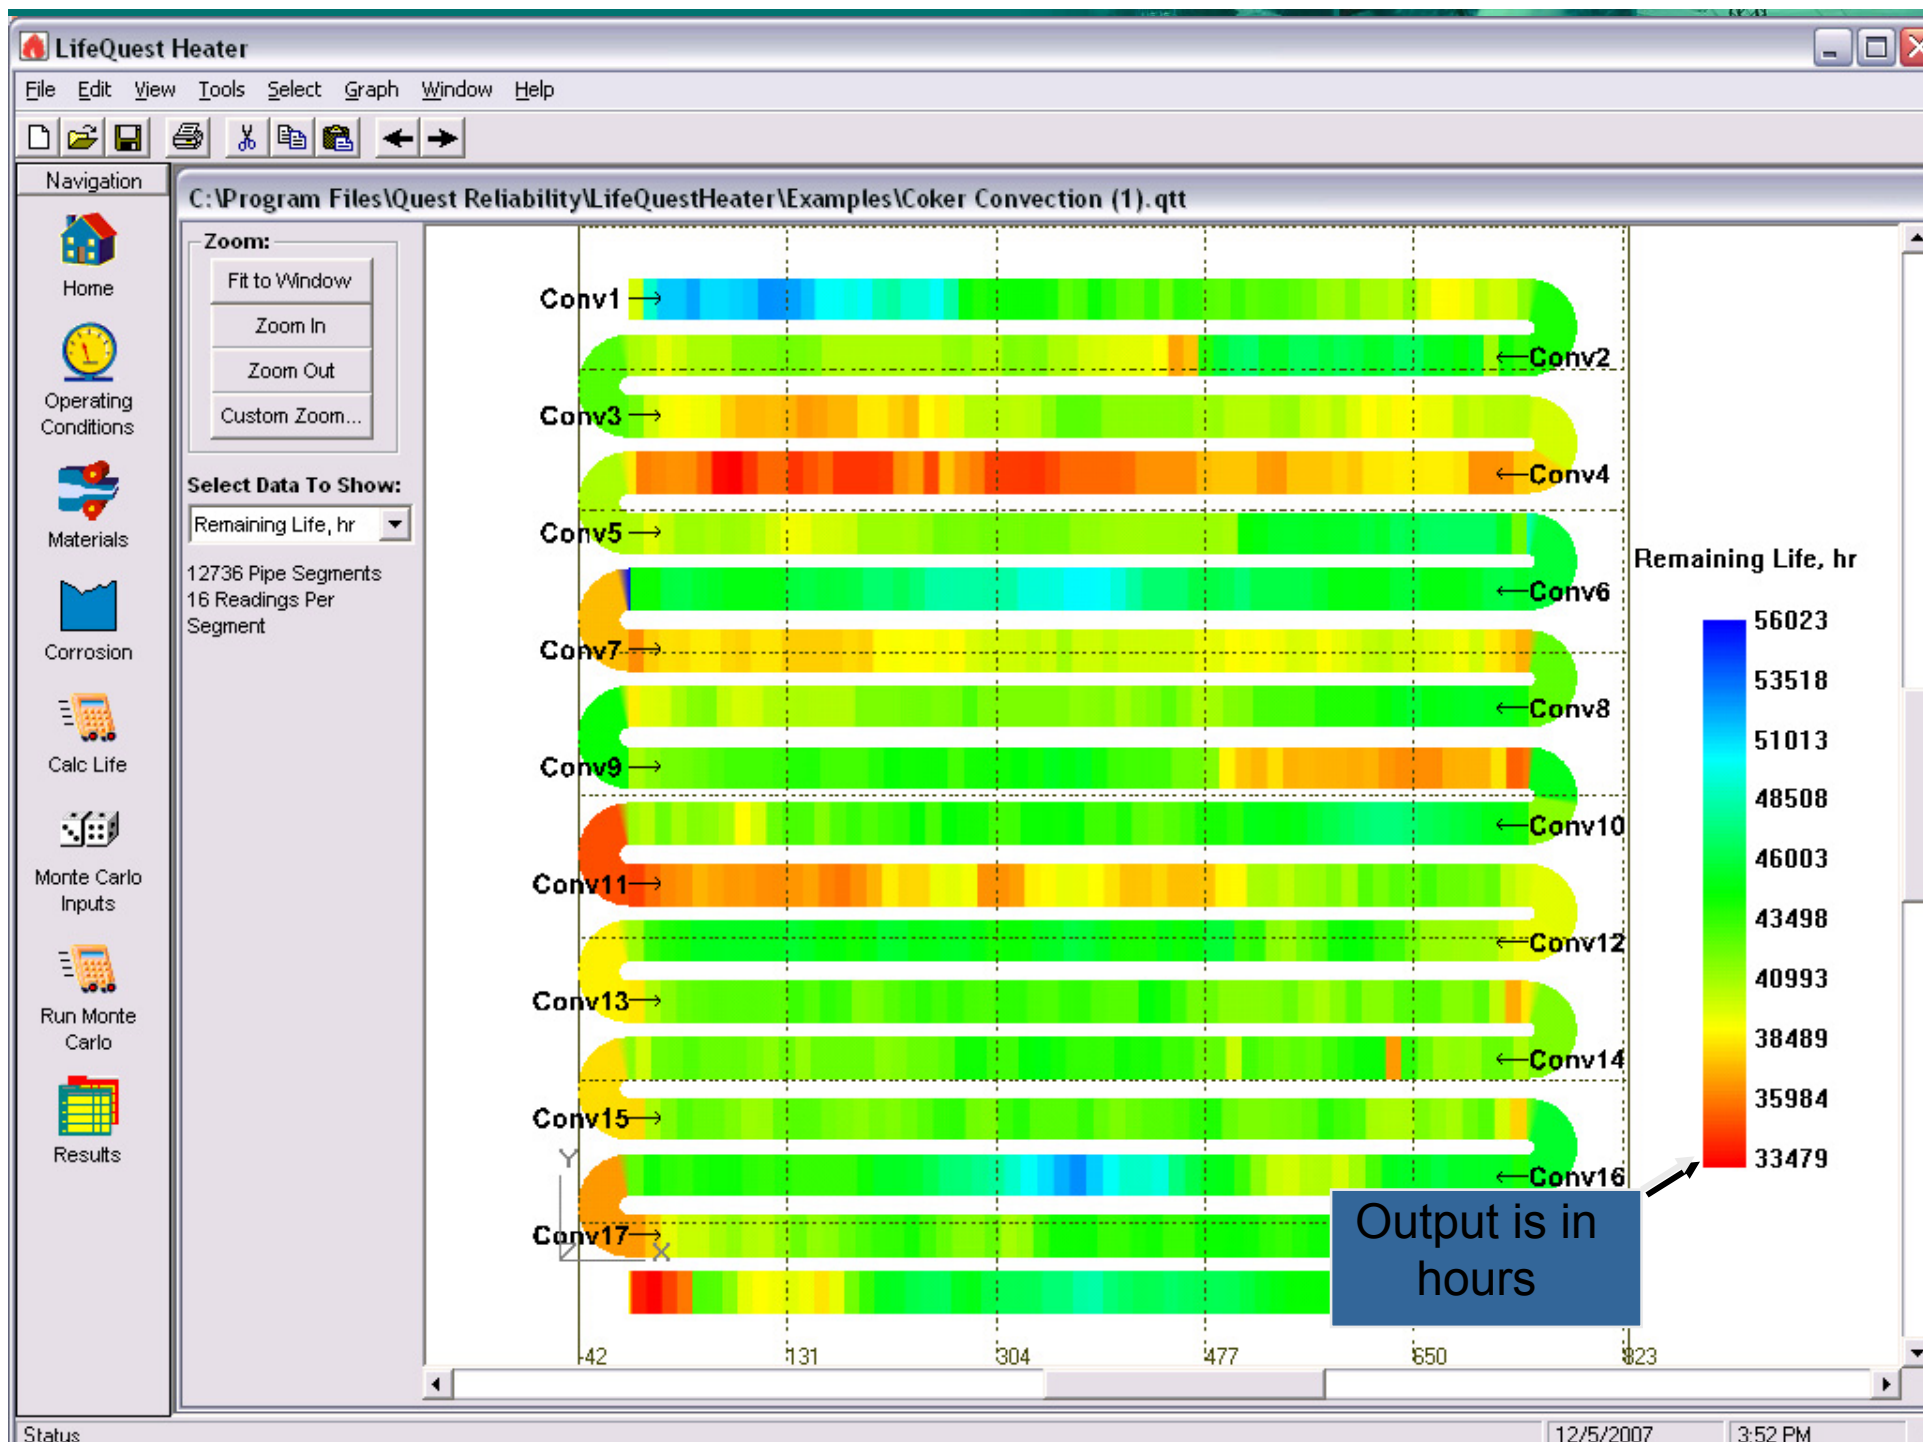 LifeQuest Heater
File Edit View Tools Select Graph Window Help
Navigation
Home
Operating
Conditions
Materials
Corrosion
Calc Life
Monte Carlo
Inputs
Run Monte
Carlo
Results
C:\Program Files\Quest Reliability\LifeQuestHeater\Examples\Coker Convection (1).qtt
Zoom:
Fit to Window
Zoom In
Zoom Out
Custom Zoom...
Select Data To Show:
Remaining Life, hr
12736 Pipe Segments
16 Readings Per
Segment
Conv1
Conv2
Conv3
Conv4
Conv5
Conv6
Conv7
Conv8
Conv9
Conv10
Conv11
Conv12
Conv13
Conv14
Conv15
Conv16
Conv17
Y
Z X
-42 131 304 477 650 823
Remaining Life, hr
56023
53518
51013
48508
46003
43498
40993
38489
35984
33479
Output is in
hours
Status 12/5/2007 3:52 PM